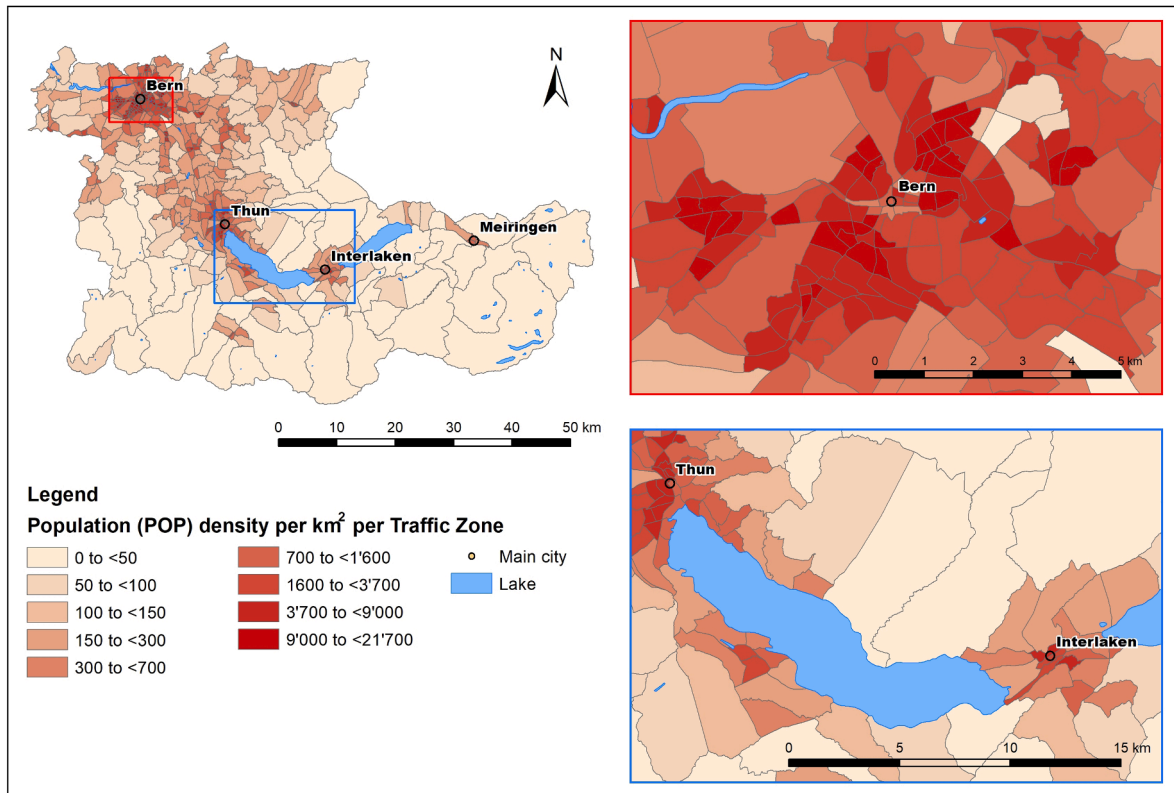 N
Bern
Thun
Meiringen
Interlaken
0 10 20 30 40 50 km
Legend
Population (POP) density per km² per Traffic Zone
0 to <50
50 to <100
100 to <150
150 to <300
300 to <700
700 to <1'600
1600 to <3'700
3'700 to <9'000
9'000 to <21'700
Main city
Lake
Bern
0 1 2 3 4 5 km
Thun
Interlaken
0 5 10 15 km